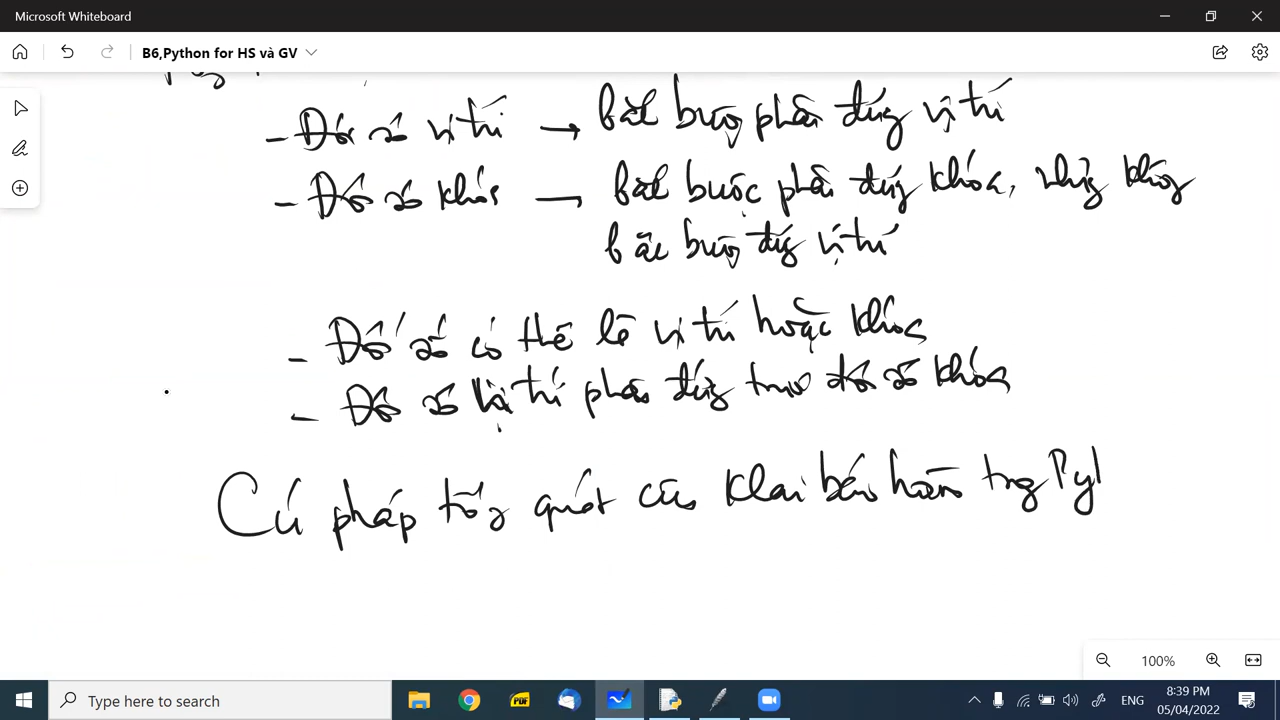 Microsoft Whiteboard
B6,Python for HS và GV
- Đối số vị trí → bắt buộc phải đúng vị trí
- Đối số khóa → bắt buộc phải đúng khóa, nhưng không
bắt buộc đúng vị trí
- Đối số có thể là vị trí hoặc khóa
- Đối số vị trí phải đứng trước đối số khóa
Cú pháp tổng quát của khai báo hàm trong Pyt
100%
Type here to search
PDF
ENG
8:39 PM
05/04/2022